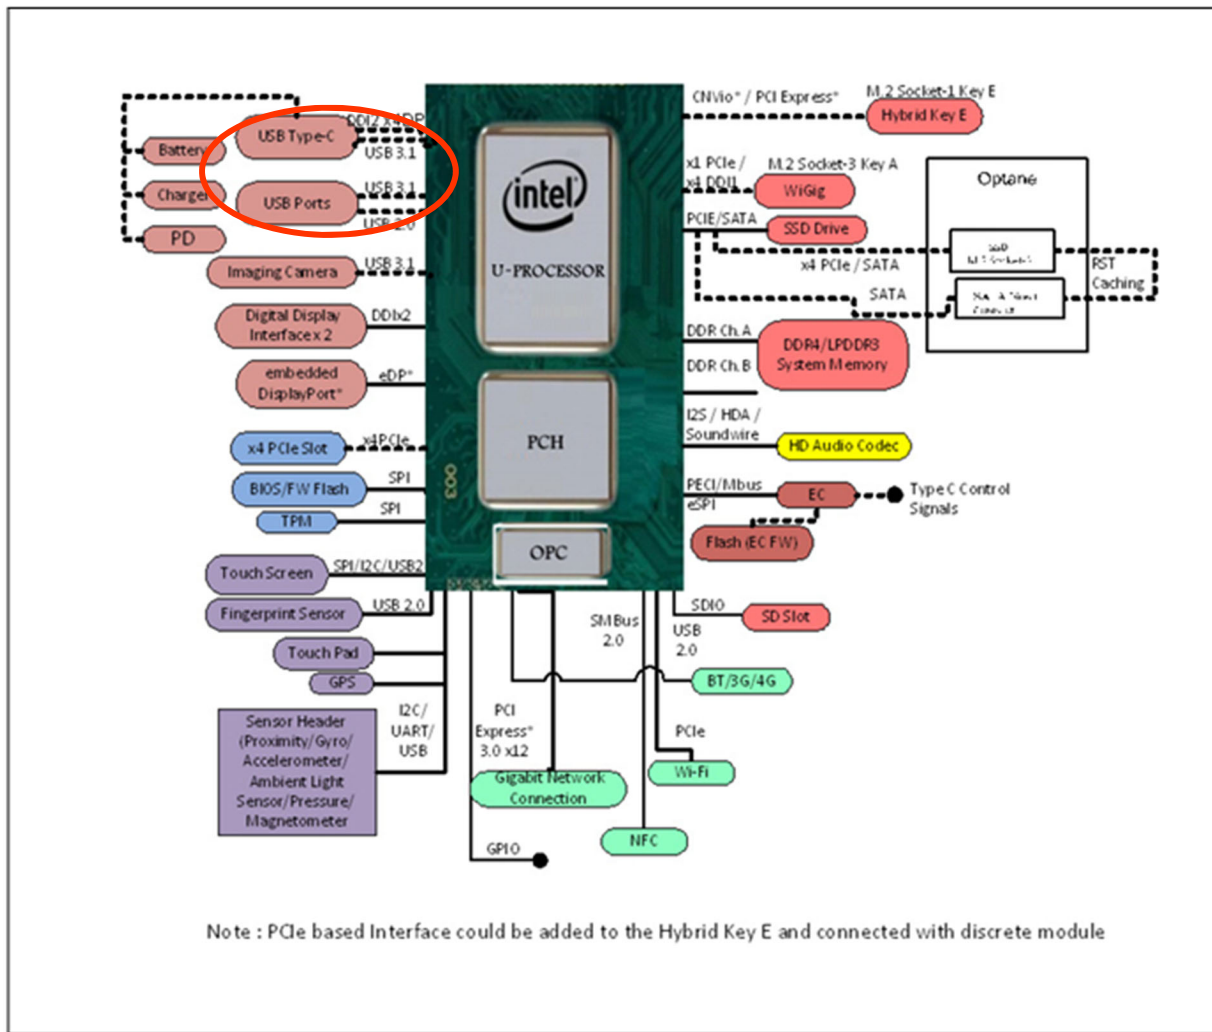 DDI2 x4DP
USB Type-C
USB 3.1
Battery
Charger
PD
USB 3.1
USB Ports
USB 2.0
Imaging Camera
USB 3.1
Digital Display
Interface x 2
DDIx2
embedded
DisplayPort*
eDP*
x4 PCIe Slot
x4PCIe
BIOS/FW Flash
SPI
TPM
SPI
Touch Screen
SPI/I2C/USB2
Fingerprint Sensor
USB 2.0
Touch Pad
GPS
Sensor Header
(Proximity/Gyro/
Accelerometer/
Ambient Light
Sensor/Pressure/
Magnetometer
I2C/
UART/
USB
intel
U-PROCESSOR
PCH
003
OPC
CNVio* / PCI Express*
M.2 Socket-1 Key E
Hybrid Key E
x1 PCIe /
x4 DDI1
M.2 Socket-3 Key A
WiGig
PCIE/SATA
SSD Drive
x4 PCIe / SATA
SATA
Optane
SSD
RST
Caching
DDR Ch. A
DDR Ch. B
DDR4/LPDDR3
System Memory
I2S / HDA /
Soundwire
HD Audio Codec
PECI/Mbus
eSPI
EC
Type C Control
Signals
Flash (EC FW)
SDIO
SD Slot
SMBus
2.0
USB
2.0
BT/3G/4G
PCI
Express*
3.0 x12
Gigabit Network
Connection
PCIe
Wi-Fi
NFC
GPIO
Note : PCIe based Interface could be added to the Hybrid Key E and connected with discrete module